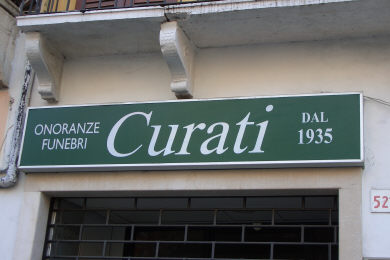 ONORANZE
FUNEBRI
Curati
DAL
1935
52